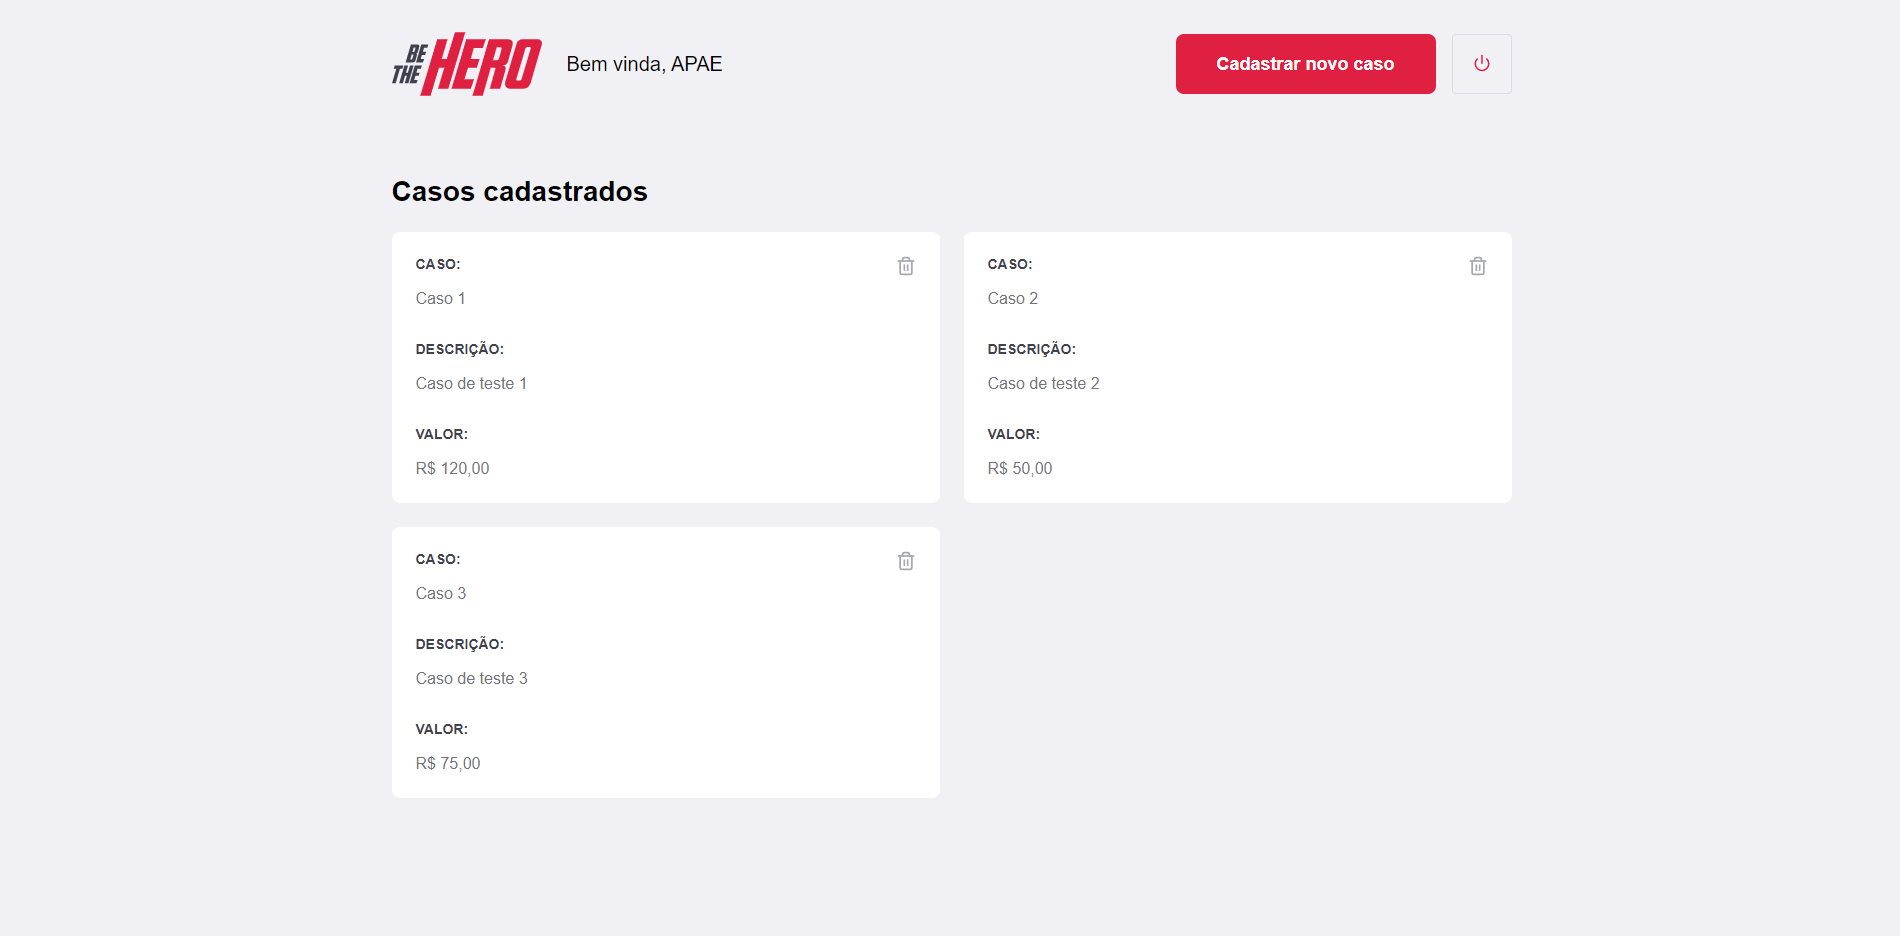 BE THE HERO
Bem vinda, APAE
Cadastrar novo caso
Casos cadastrados
CASO:
Caso 1
DESCRIÇÃO:
Caso de teste 1
VALOR:
R$ 120,00
CASO:
Caso 2
DESCRIÇÃO:
Caso de teste 2
VALOR:
R$ 50,00
CASO:
Caso 3
DESCRIÇÃO:
Caso de teste 3
VALOR:
R$ 75,00